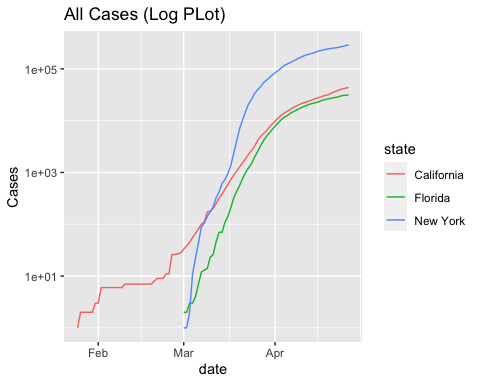 All Cases (Log PLot)
1e+05
1e+03
1e+01
Cases
Feb
Mar
Apr
date
state
California
Florida
New York